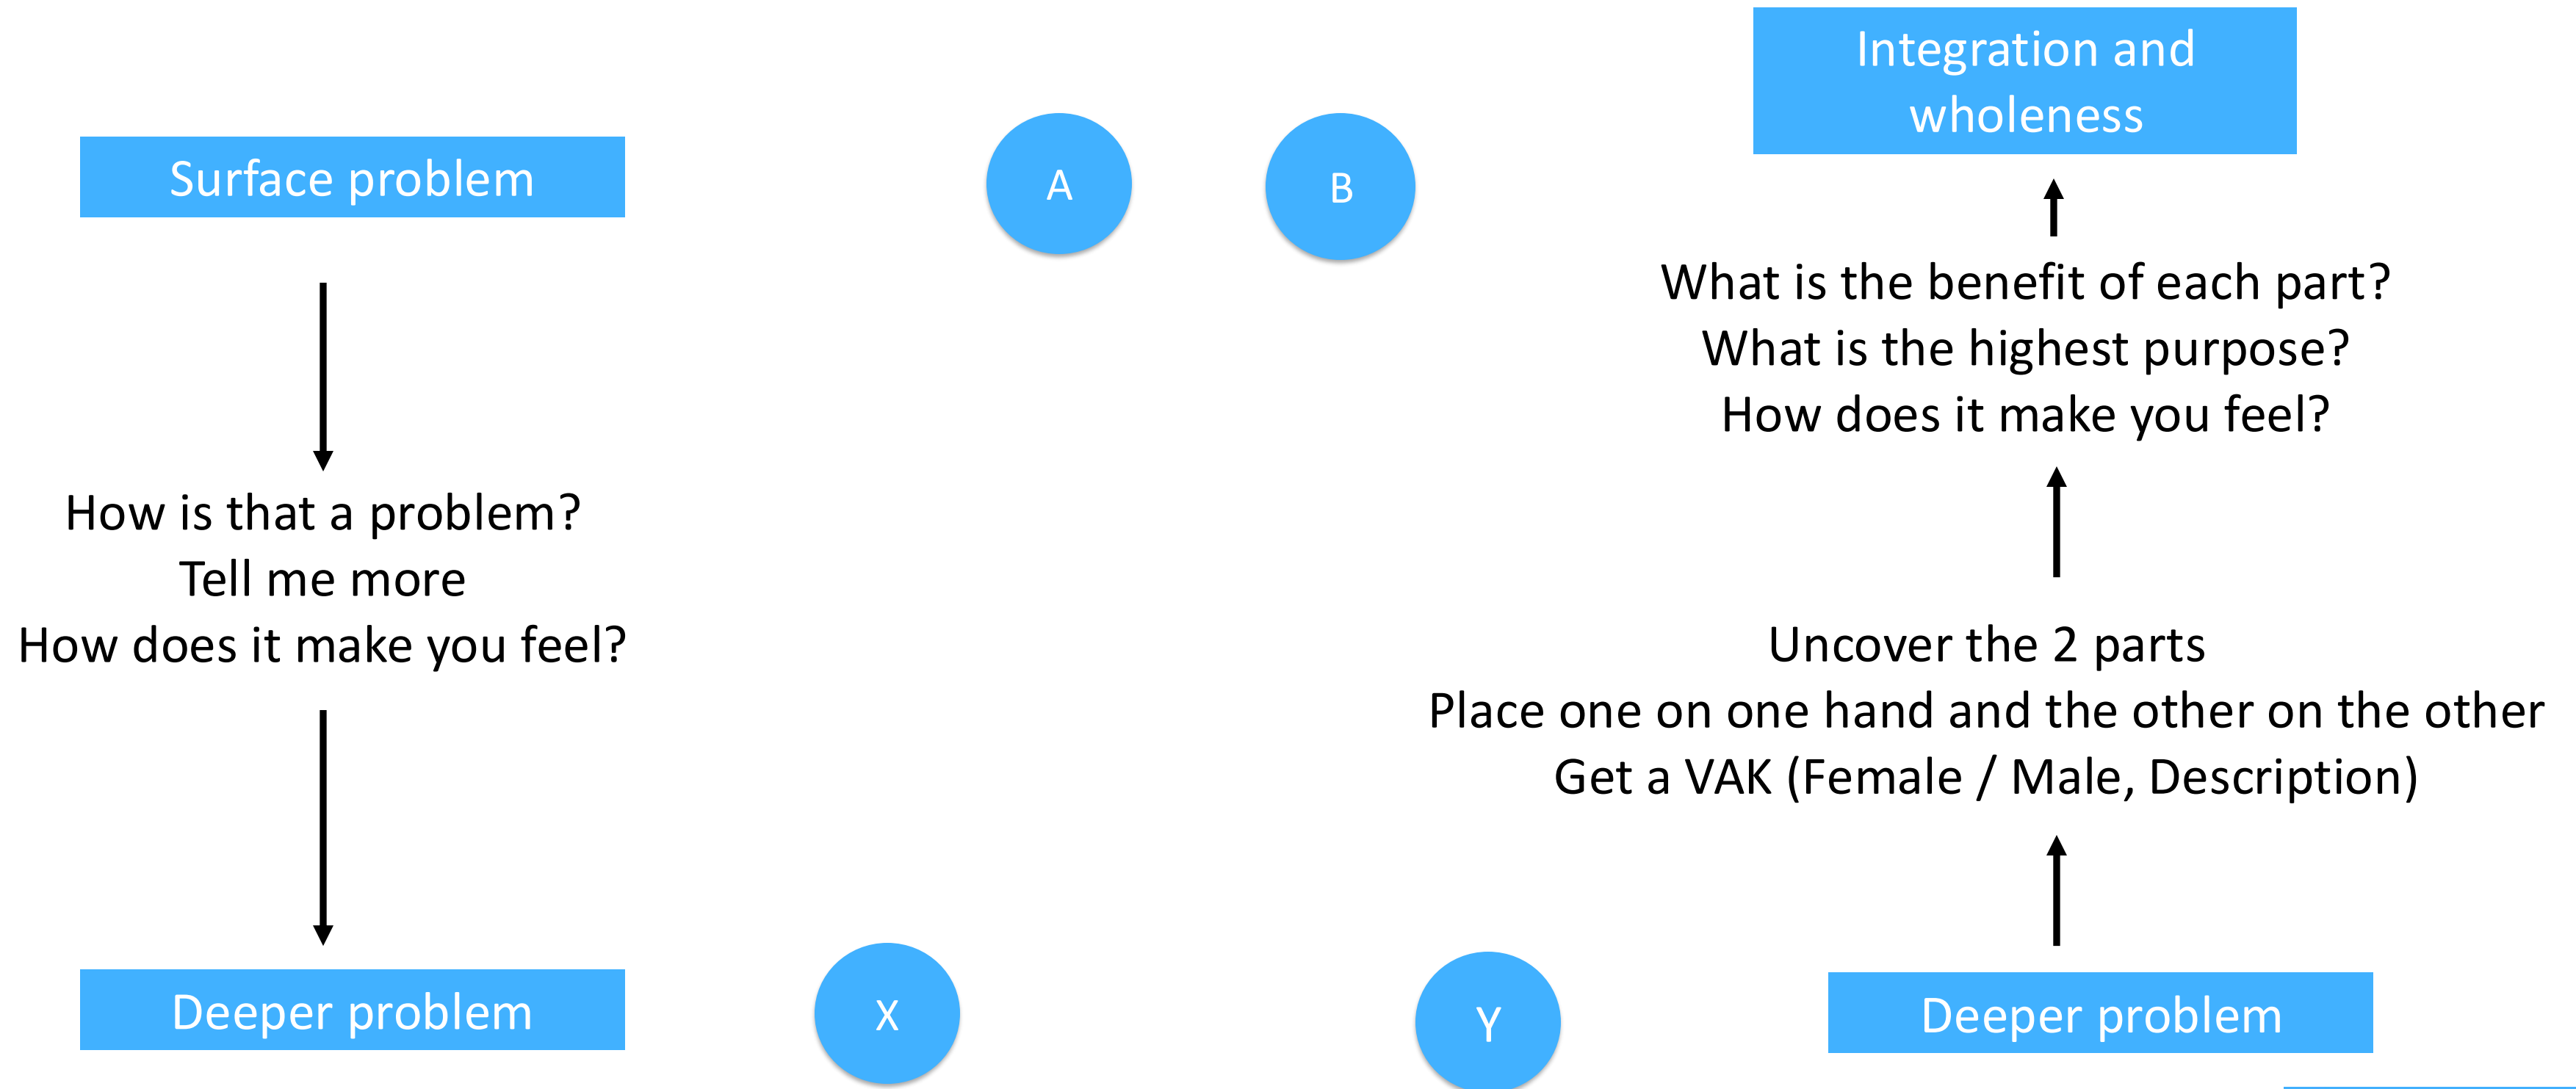 Surface problem
How is that a problem?
Tell me more
How does it make you feel?
Deeper problem
A
B
X
Y
Integration and
wholeness
What is the benefit of each part?
What is the highest purpose?
How does it make you feel?
Uncover the 2 parts
Place one on one hand and the other on the other
Get a VAK (Female / Male, Description)
Deeper problem